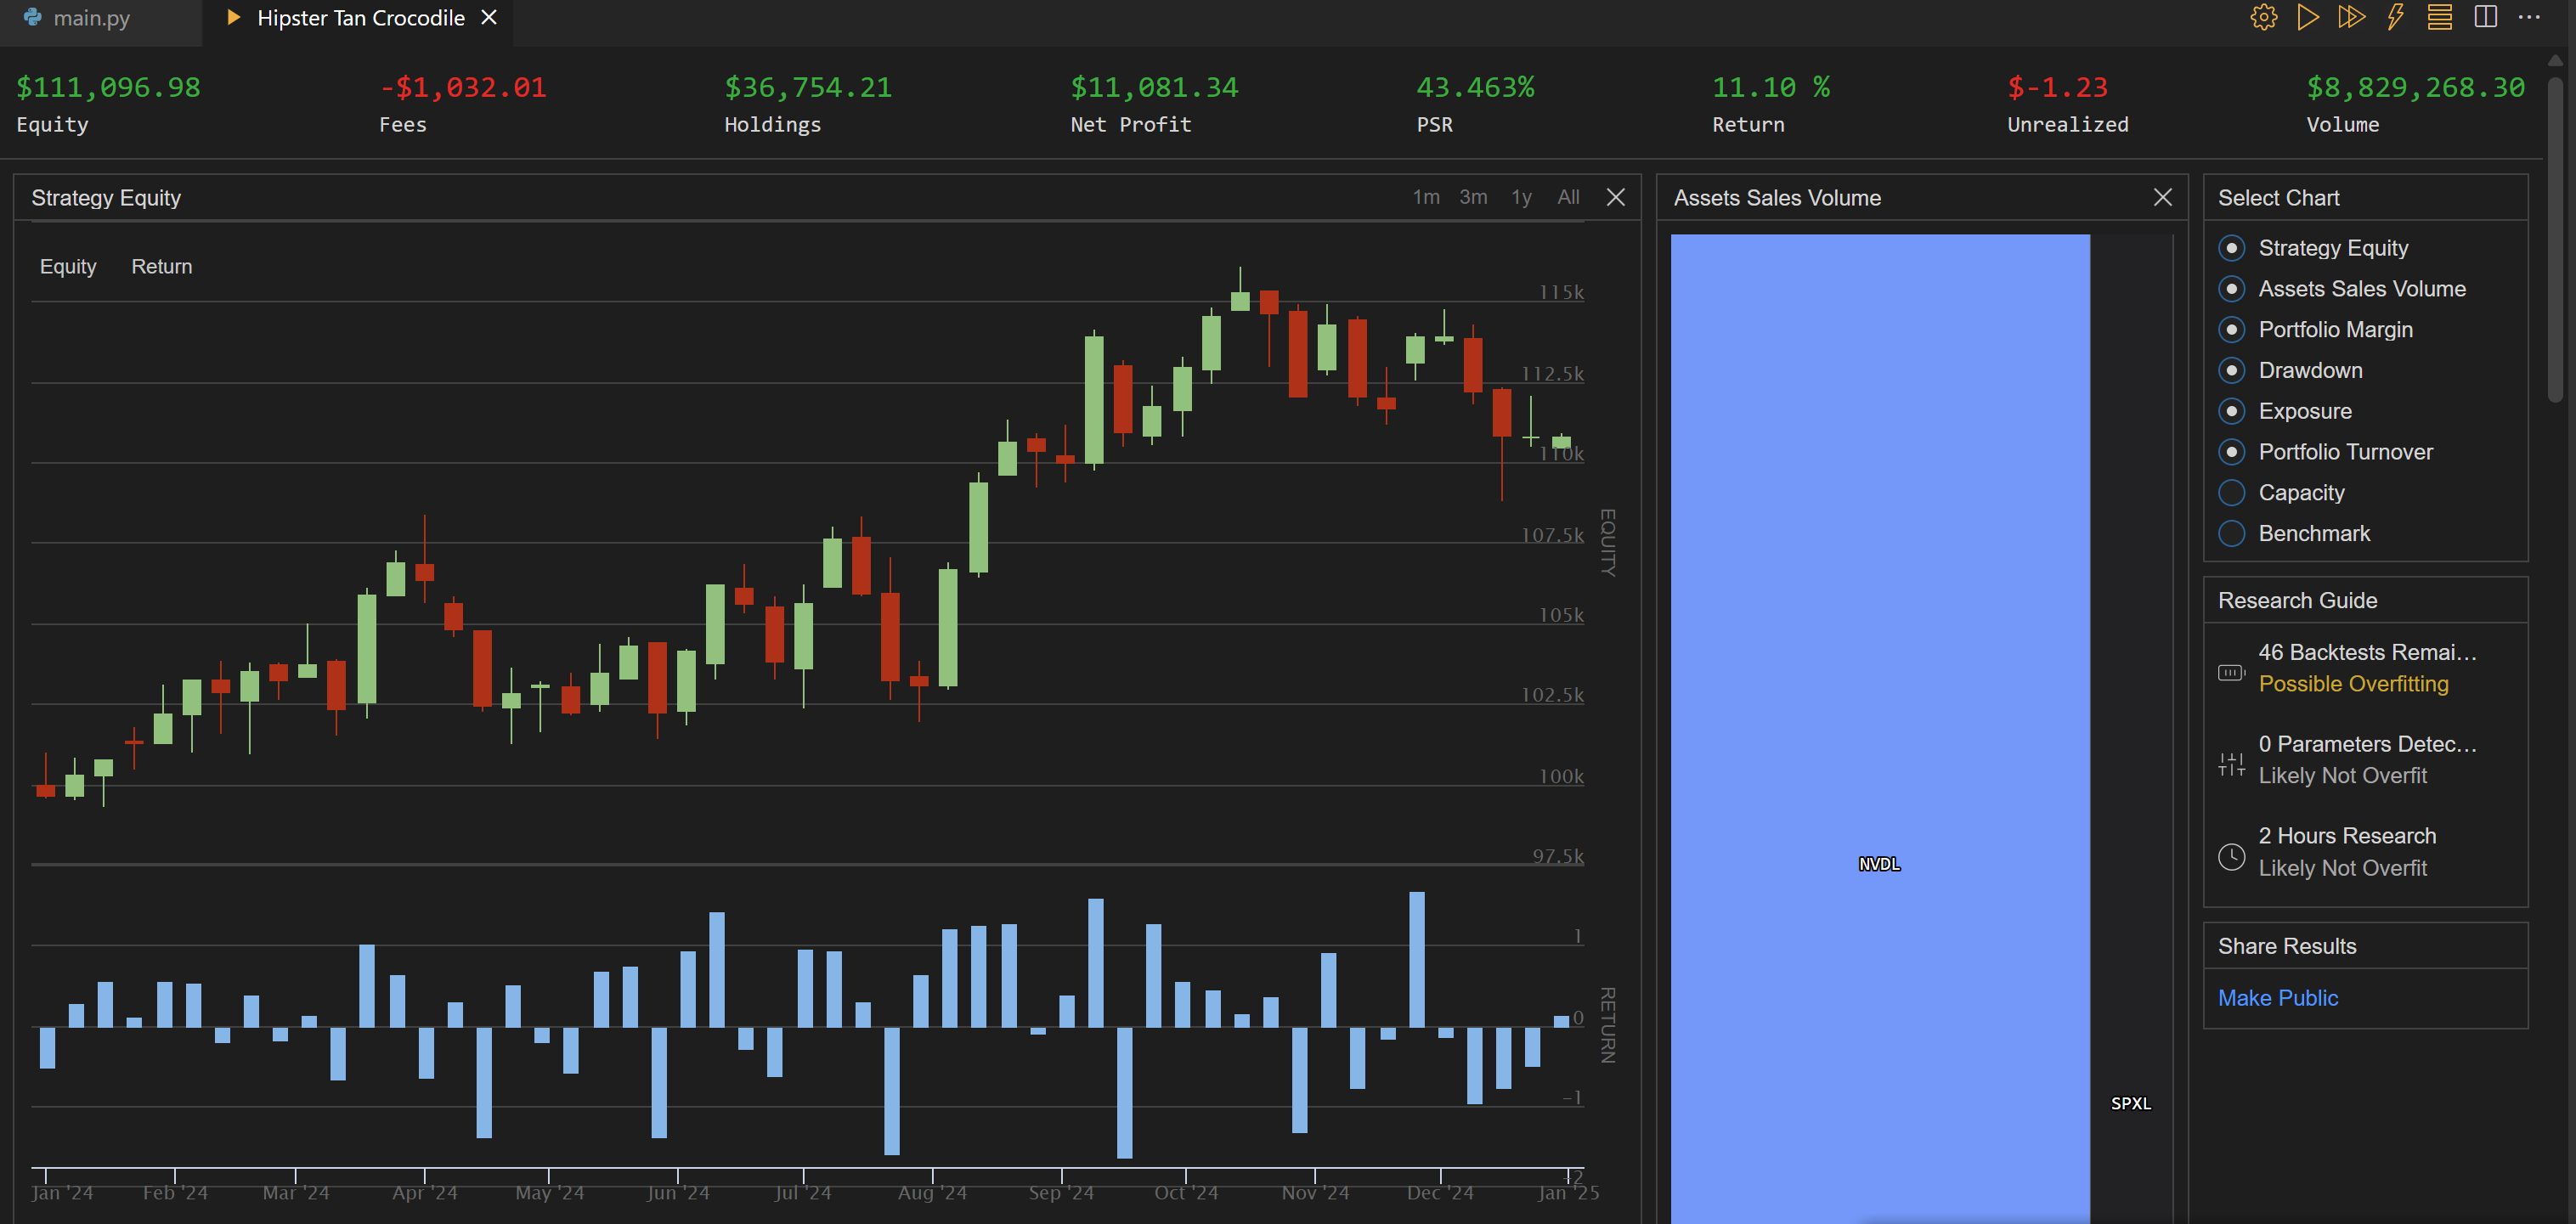 main.py
Hipster Tan Crocodile
$111,096.98
Equity
-$1,032.01
Fees
$36,754.21
Holdings
$11,081.34
Net Profit
43.463%
PSR
11.10 %
Return
$-1.23
Unrealized
$8,829,268.30
Volume
Strategy Equity
1m 3m 1y All
Equity Return
115k
112.5k
110k
107.5k
105k
102.5k
100k
97.5k
EQUITY
1
0
-1
-2
RETURN
Jan '24 Feb '24 Mar '24 Apr '24 May '24 Jun '24 Jul '24 Aug '24 Sep '24 Oct '24 Nov '24 Dec '24 Jan '25
Assets Sales Volume
NVDL
SPXL
Select Chart
Strategy Equity
Assets Sales Volume
Portfolio Margin
Drawdown
Exposure
Portfolio Turnover
Capacity
Benchmark
Research Guide
46 Backtests Remai...
Possible Overfitting
0 Parameters Detec...
Likely Not Overfit
2 Hours Research
Likely Not Overfit
Share Results
Make Public